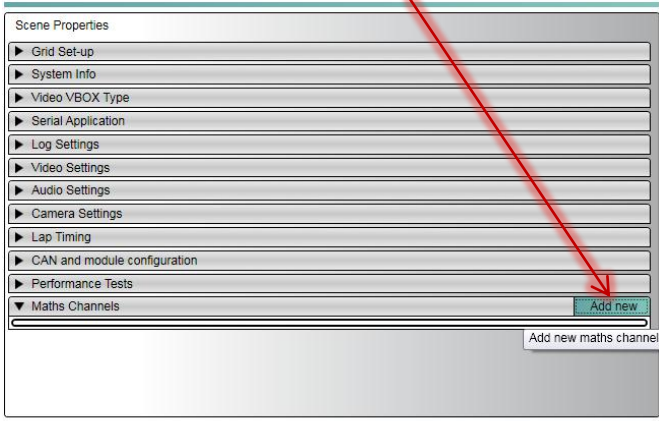 Scene Properties
Grid Set-up
System Info
Video VBOX Type
Serial Application
Log Settings
Video Settings
Audio Settings
Camera Settings
Lap Timing
CAN and module configuration
Performance Tests
Maths Channels Add new
Add new maths channel